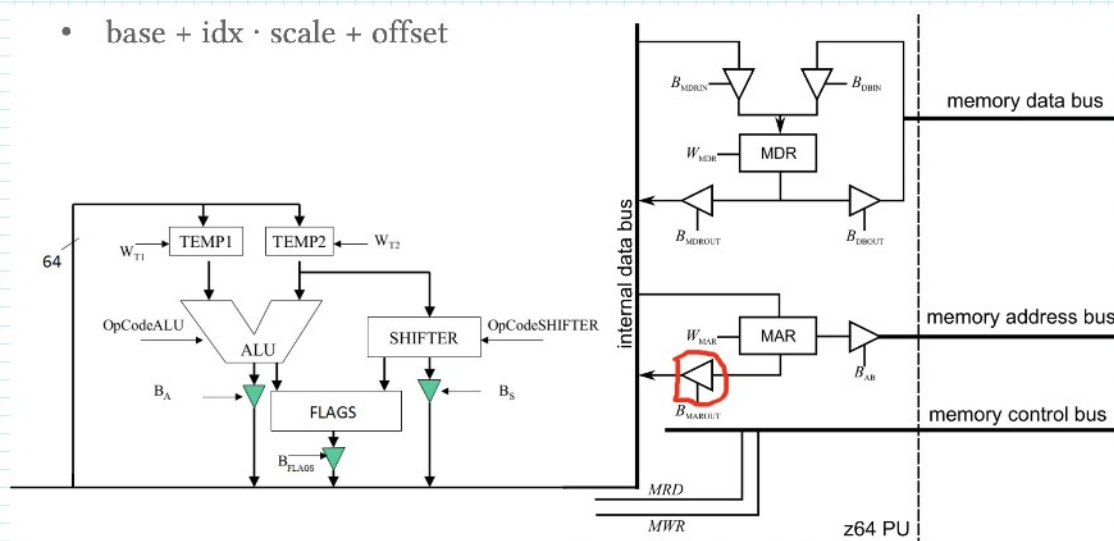 • base + idx · scale + offset
B_MDRIN
B_DBIN
memory data bus
W_MDR
MDR
B_MDROUT
B_DBOUT
internal data bus
64
W_T1
TEMP1
TEMP2
W_T2
OpCodeALU
ALU
SHIFTER
OpCodeSHIFTER
B_A
FLAGS
B_S
B_FLAGS
W_MAR
MAR
memory address bus
B_AB
B_MAROUT
memory control bus
MRD
MWR
z64 PU